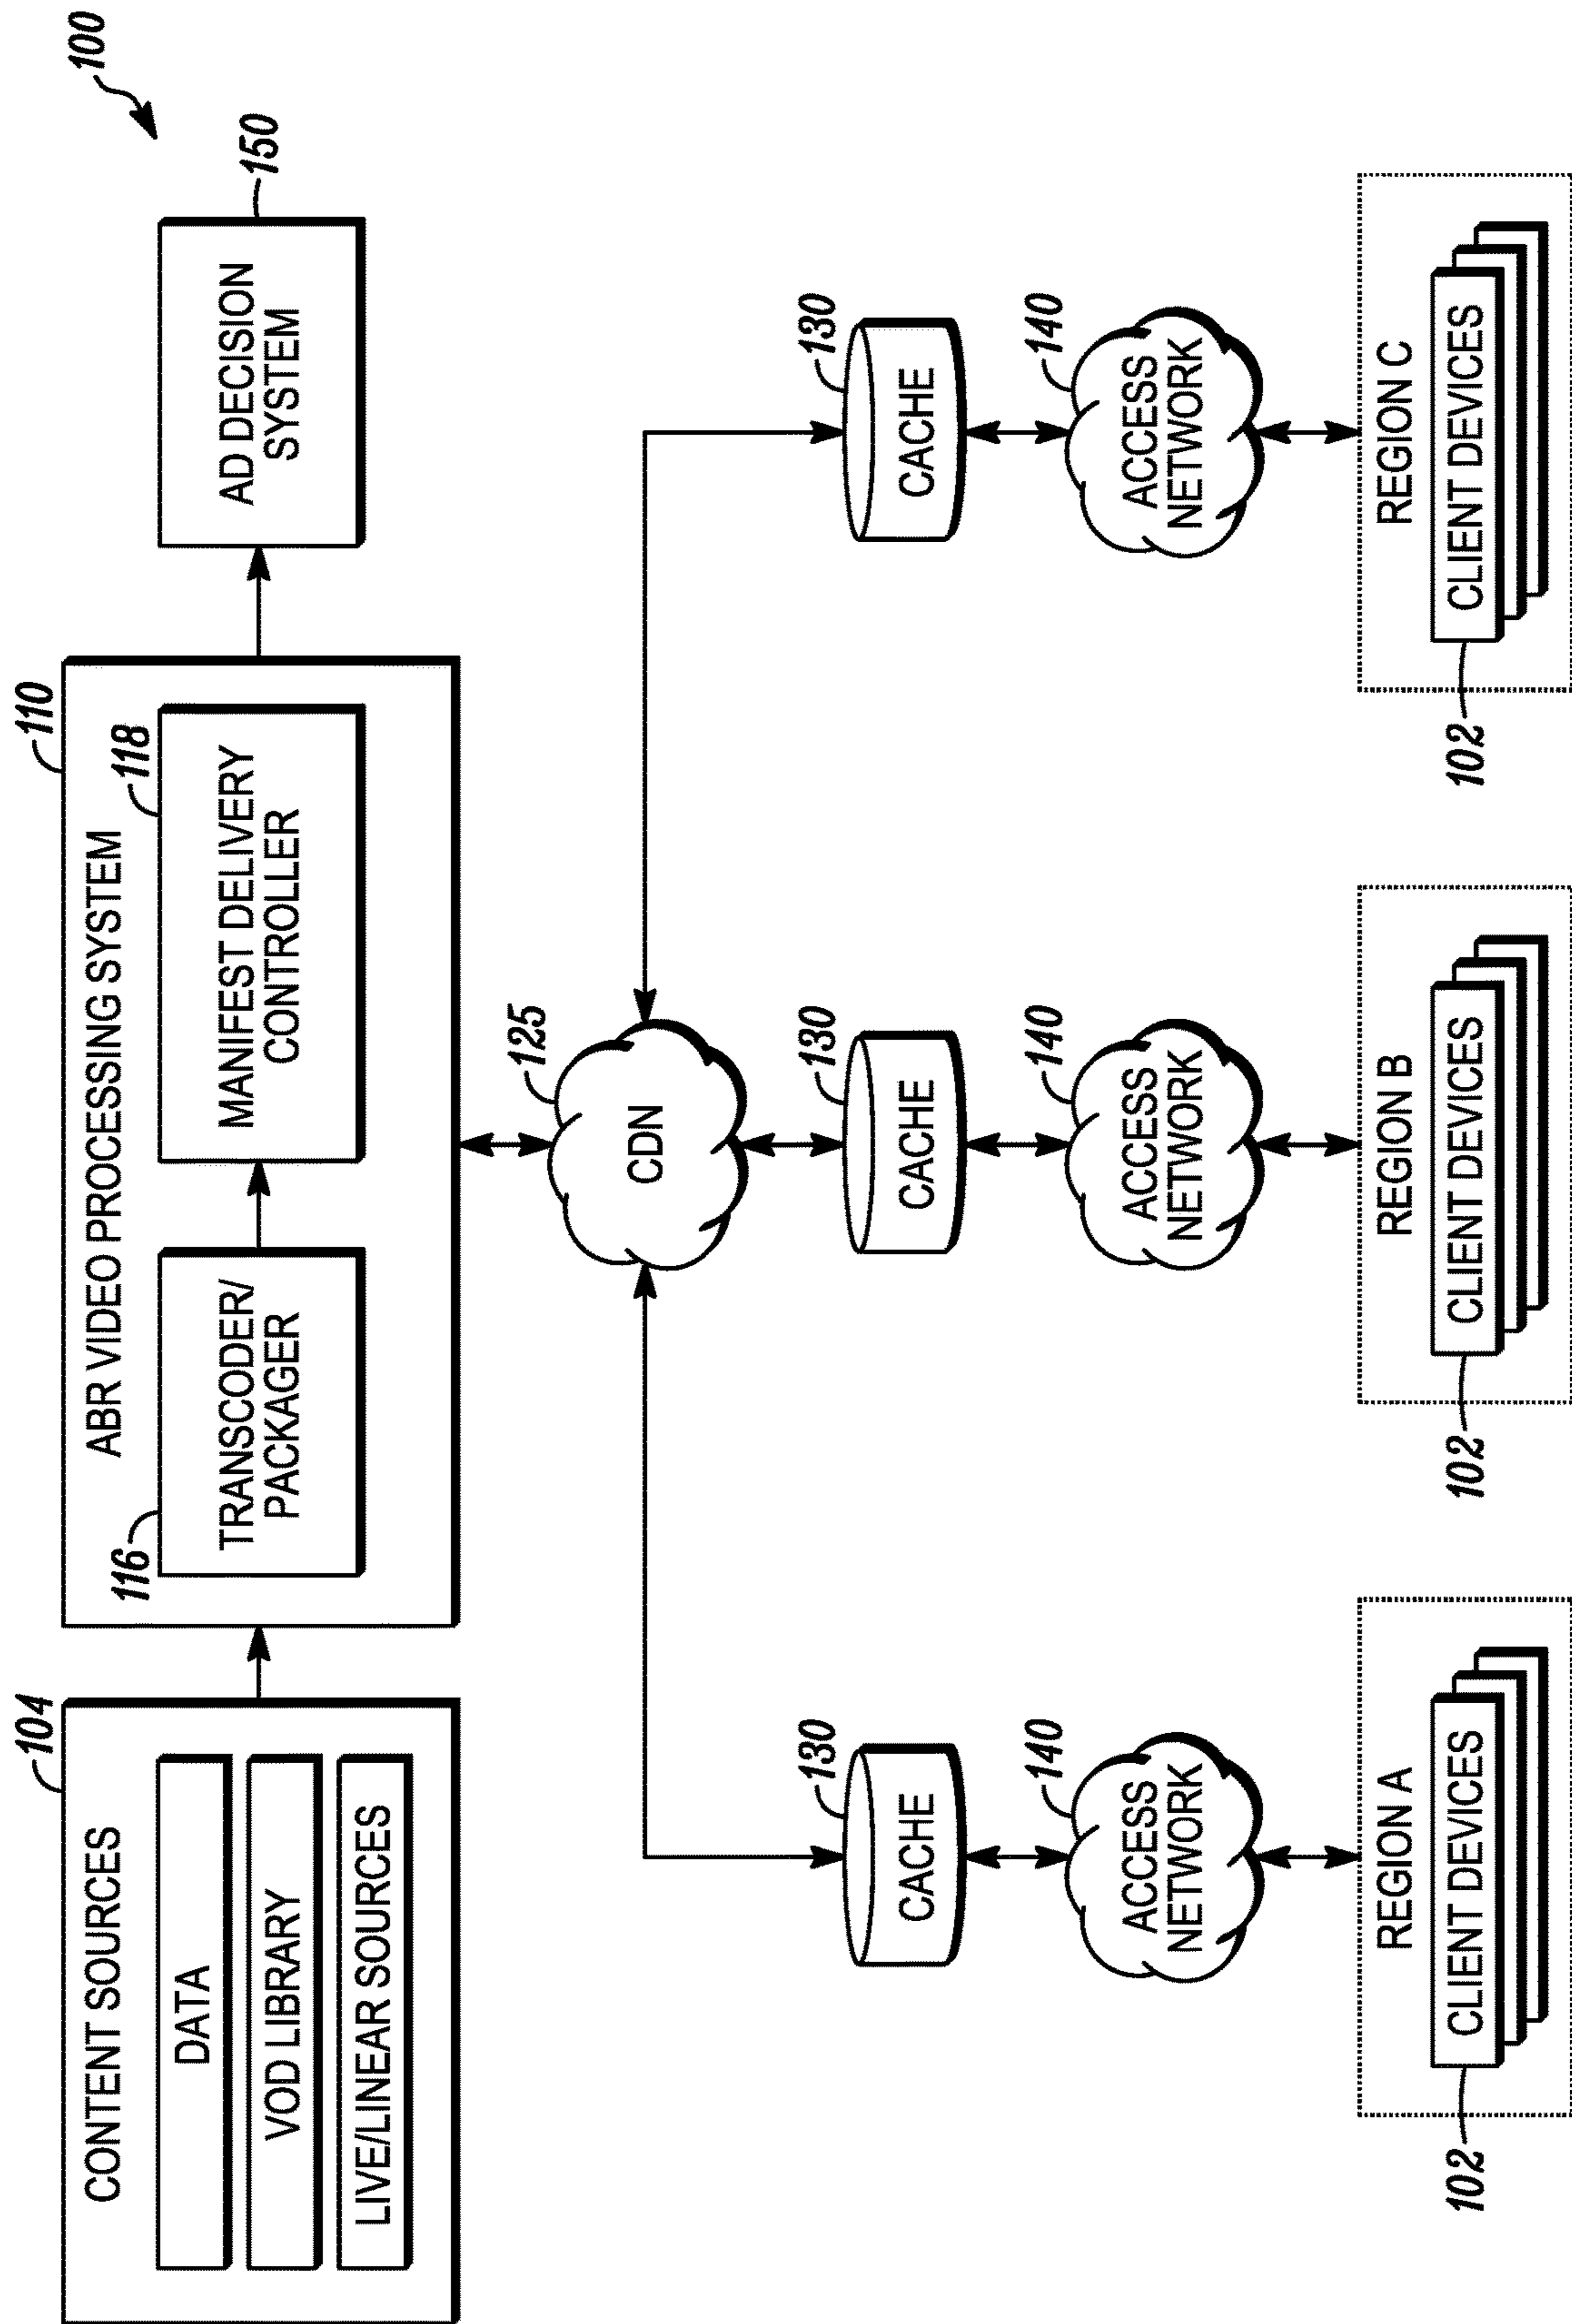 100
104
CONTENT SOURCES
DATA
VOD LIBRARY
LIVE/LINEAR SOURCES
110
ABR VIDEO PROCESSING SYSTEM
116
TRANSCODER/
PACKAGER
118
MANIFEST DELIVERY
CONTROLLER
150
AD DECISION
SYSTEM
125
CDN
130
CACHE
130
CACHE
130
CACHE
140
ACCESS
NETWORK
140
ACCESS
NETWORK
140
ACCESS
NETWORK
REGION A
CLIENT DEVICES
102
REGION B
CLIENT DEVICES
102
REGION C
CLIENT DEVICES
102